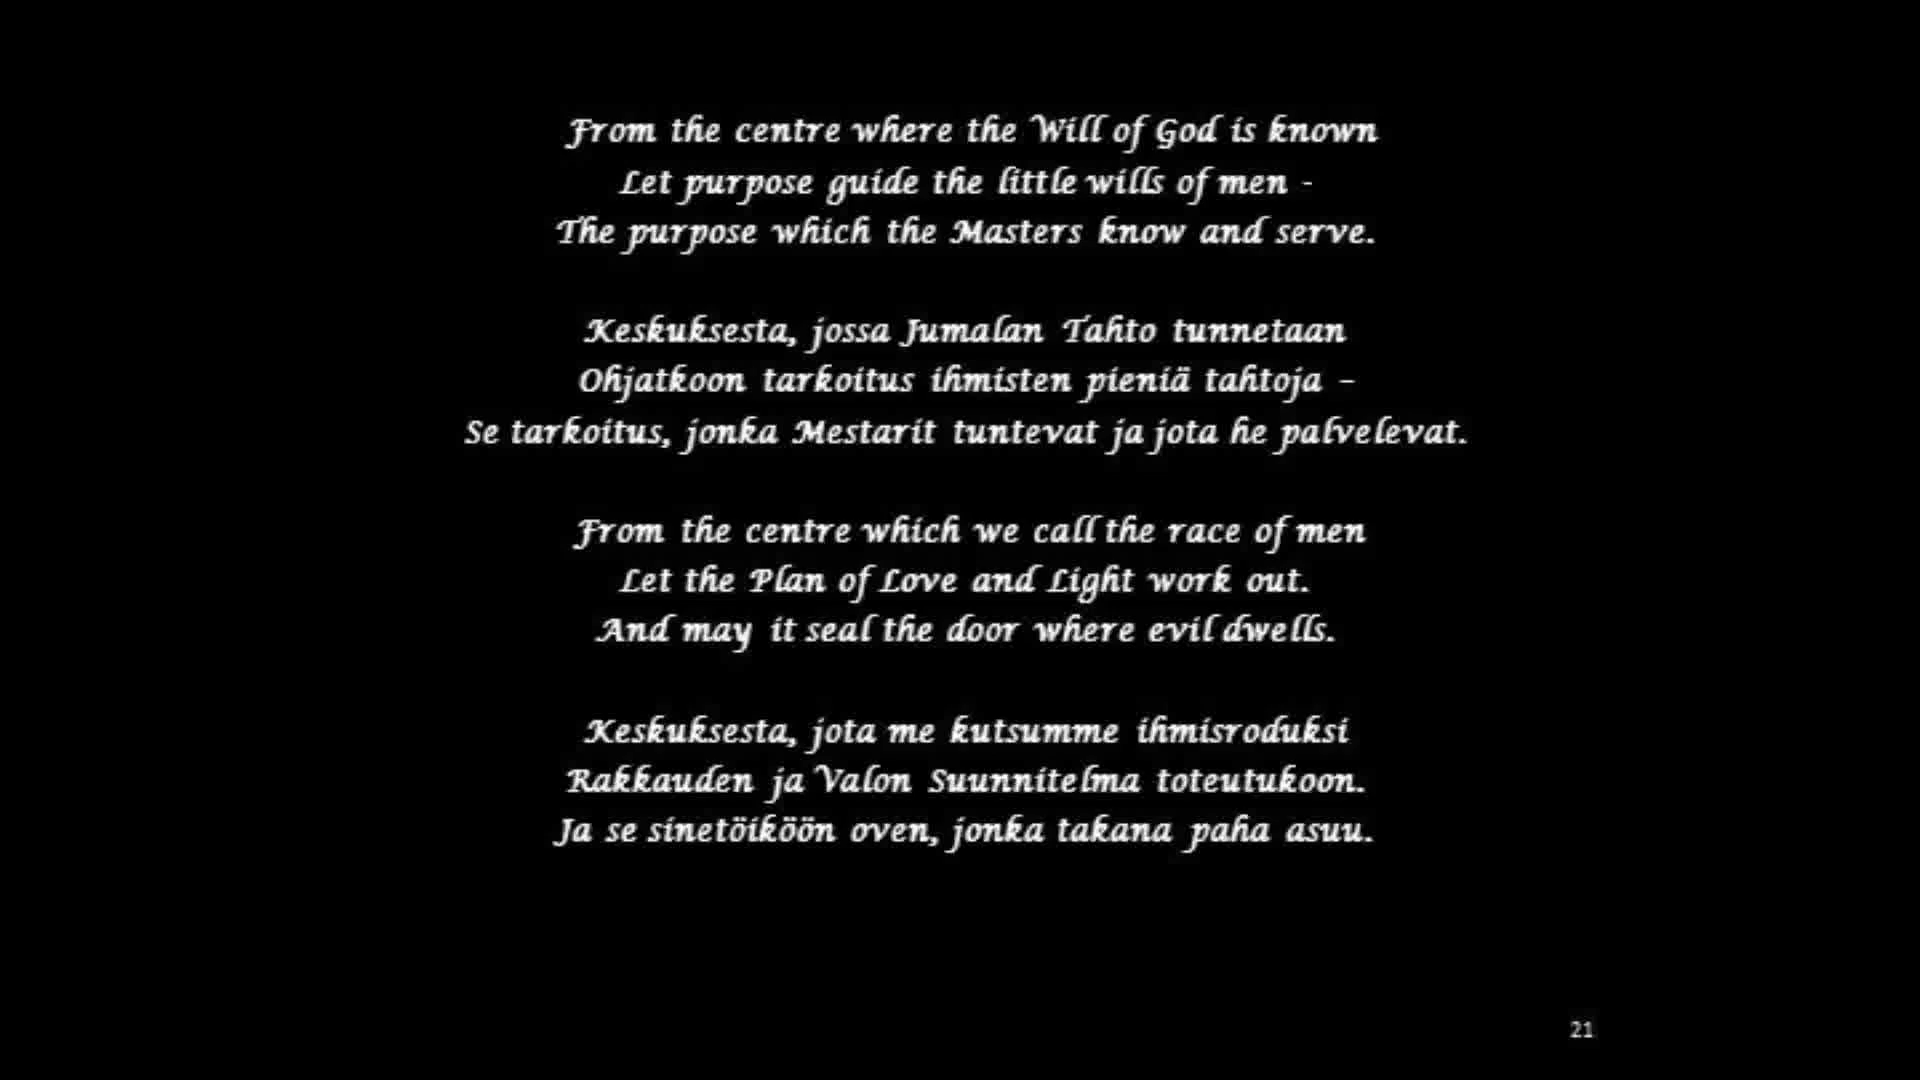 From the centre where the Will of God is known
Let purpose guide the little wills of men -
The purpose which the Masters know and serve.
Keskuksesta, jossa Jumalan Tahto tunnetaan
Ohjatkoon tarkoitus ihmisten pieniä tahtoja –
Se tarkoitus, jonka Mestarit tuntevat ja jota he palvelevat.
From the centre which we call the race of men
Let the Plan of Love and Light work out.
And may it seal the door where evil dwells.
Keskuksesta, jota me kutsumme ihmisroduksi
Rakkauden ja Valon Suunnitelma toteutukoon.
Ja se sinetöiköön oven, jonka takana paha asuu.
21